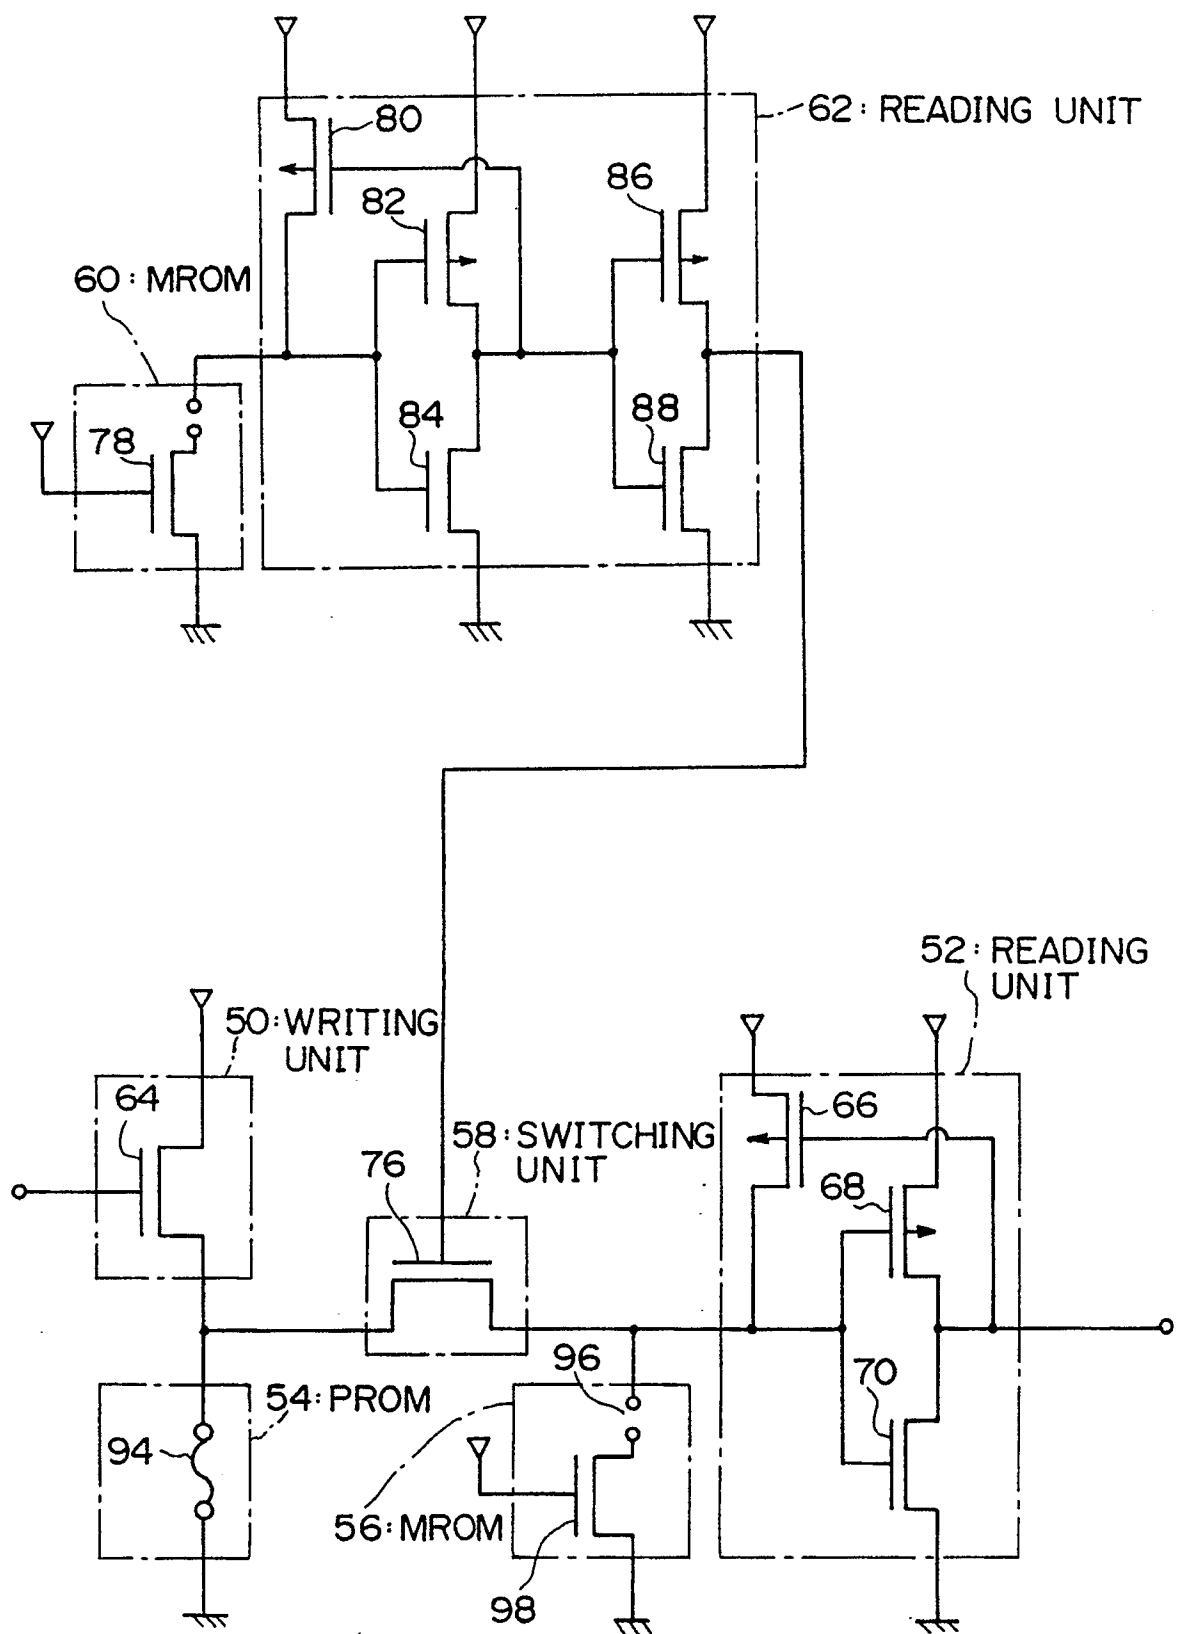 80
62: READING UNIT
82
86
60: MROM
84
88
78
52: READING
UNIT
50: WRITING
UNIT
64
66
58: SWITCHING
UNIT
76
68
96
70
54: PROM
94
56: MROM
98